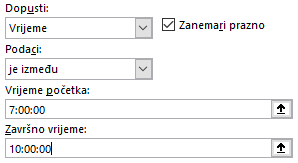 Dopusti:
Vrijeme
Zanemari prazno
Podaci:
je između
Vrijeme početka:
7:00:00
Završno vrijeme:
10:00:00